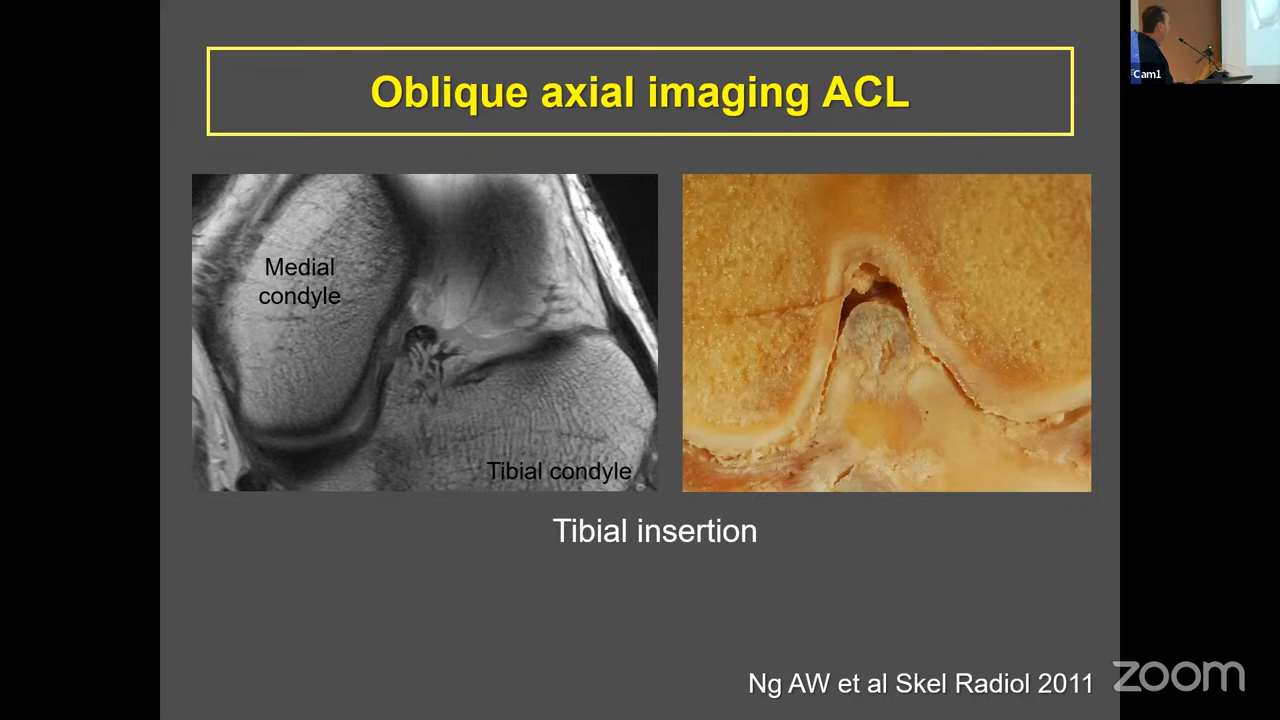 Oblique axial imaging ACL
Cam1
Medial
condyle
Tibial condyle
Tibial insertion
Ng AW et al Skel Radiol 2011
zoom